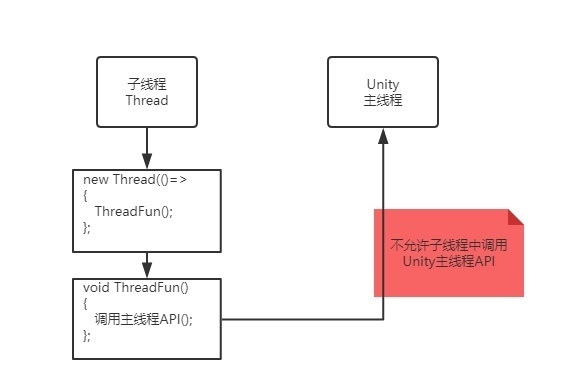 子线程
Thread
Unity
主线程
new Thread(()=>
{
ThreadFun();
};
不允许子线程中调用
Unity主线程API
void ThreadFun()
{
调用主线程API();
};